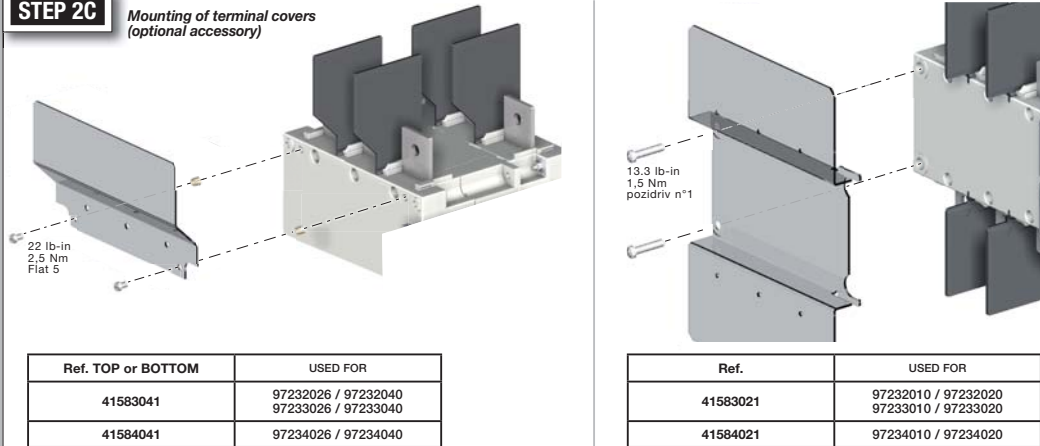 STEP 2C
Mounting of terminal covers
(optional accessory)
22 lb-in
2,5 Nm
Flat 5
13.3 lb-in
1,5 Nm
pozidriv n°1
Ref. TOP or BOTTOM USED FOR
41583041 97232026 / 97232040
97233026 / 97233040
41584041 97234026 / 97234040
Ref. USED FOR
41583021 97232010 / 97232020
97233010 / 97233020
41584021 97234010 / 97234020